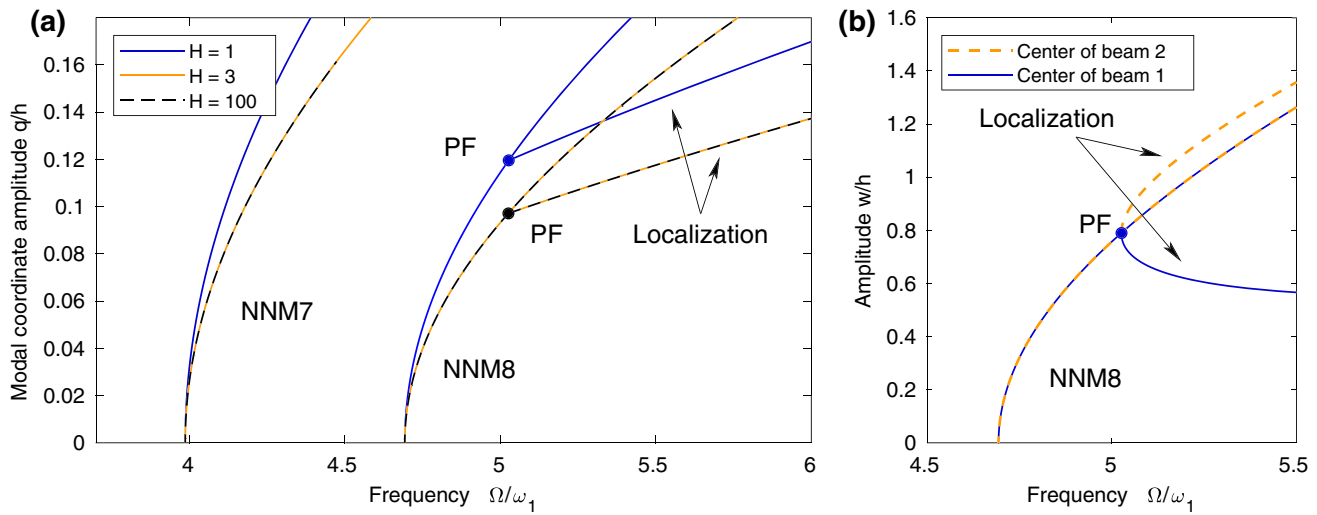 (a)
Modal coordinate amplitude q/h
0.16
0.14
0.12
0.1
0.08
0.06
0.04
0.02
0
H = 1
H = 3
H = 100
PF
PF
Localization
NNM7
NNM8
4
4.5
5
5.5
6
Frequency Ω/ω1
(b)
Amplitude w/h
1.6
1.4
1.2
1
0.8
0.6
0.4
0.2
0
Center of beam 2
Center of beam 1
Localization
PF
NNM8
4.5
5
5.5
Frequency Ω/ω1